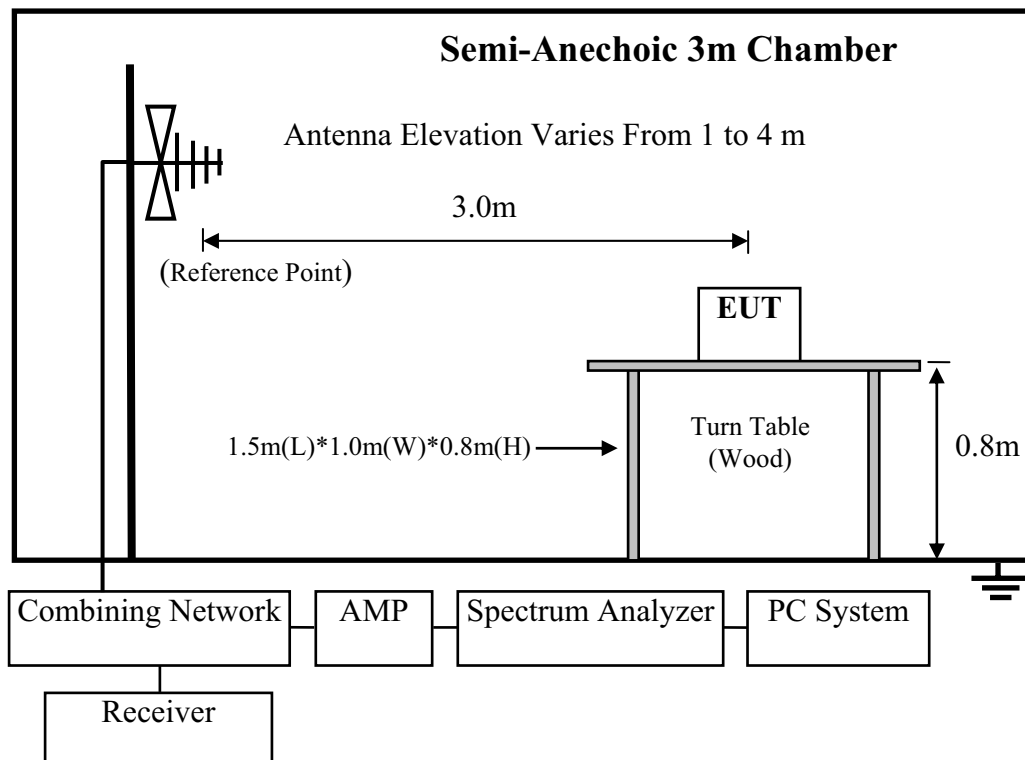 Semi-Anechoic 3m Chamber
Antenna Elevation Varies From 1 to 4 m
3.0m
(Reference Point)
EUT
1.5m(L)*1.0m(W)*0.8m(H)
Turn Table
(Wood)
0.8m
Combining Network
AMP
Spectrum Analyzer
PC System
Receiver